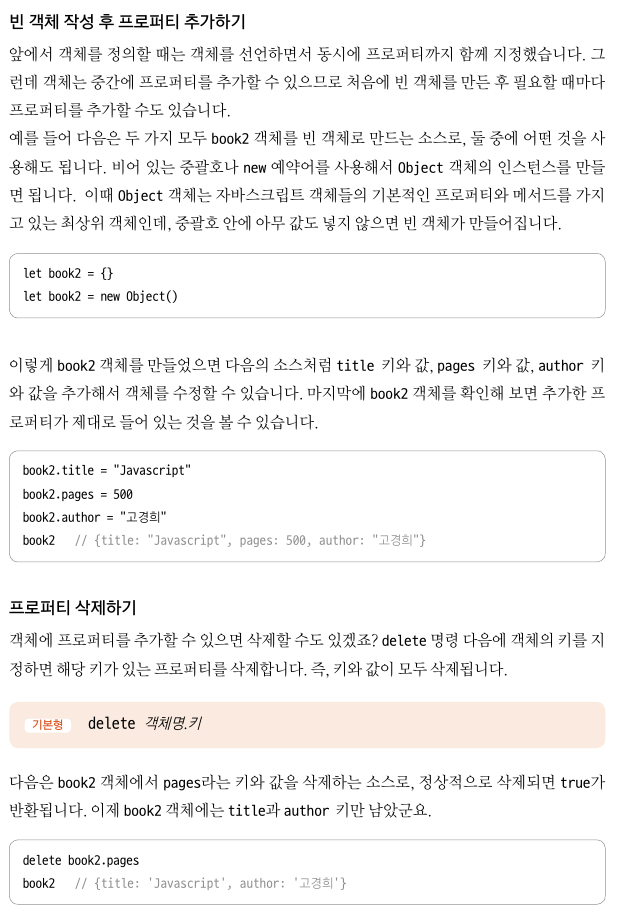 빈 객체 작성 후 프로퍼티 추가하기
앞에서 객체를 정의할 때는 객체를 선언하면서 동시에 프로퍼티까지 함께 지정했습니다. 그
런데 객체는 중간에 프로퍼티를 추가할 수 있으므로 처음에 빈 객체를 만든 후 필요할 때마다
프로퍼티를 추가할 수도 있습니다.
예를 들어 다음은 두 가지 모두 book2 객체를 빈 객체로 만드는 소스로, 둘 중에 어떤 것을 사
용해도 됩니다. 비어 있는 중괄호나 new 예약어를 사용해서 Object 객체의 인스턴스를 만들
면 됩니다. 이때 Object 객체는 자바스크립트 객체들의 기본적인 프로퍼티와 메서드를 가지
고 있는 최상위 객체인데, 중괄호 안에 아무 값도 넣지 않으면 빈 객체가 만들어집니다.
let book2 = {}
let book2 = new Object()
이렇게 book2 객체를 만들었으면 다음의 소스처럼 title 키와 값, pages 키와 값, author 키
와 값을 추가해서 객체를 수정할 수 있습니다. 마지막에 book2 객체를 확인해 보면 추가한 프
로퍼티가 제대로 들어 있는 것을 볼 수 있습니다.
book2.title = "Javascript"
book2.pages = 500
book2.author = "고경희"
book2 // {title: "Javascript", pages: 500, author: "고경희"}
프로퍼티 삭제하기
객체에 프로퍼티를 추가할 수 있으면 삭제할 수도 있겠죠? delete 명령 다음에 객체의 키를 지
정하면 해당 키가 있는 프로퍼티를 삭제합니다. 즉, 키와 값이 모두 삭제됩니다.
기본형 delete 객체명.키
다음은 book2 객체에서 pages라는 키와 값을 삭제하는 소스로, 정상적으로 삭제되면 true가
반환됩니다. 이제 book2 객체에는 title과 author 키만 남았군요.
delete book2.pages
book2 // {title: 'Javascript', author: '고경희'}